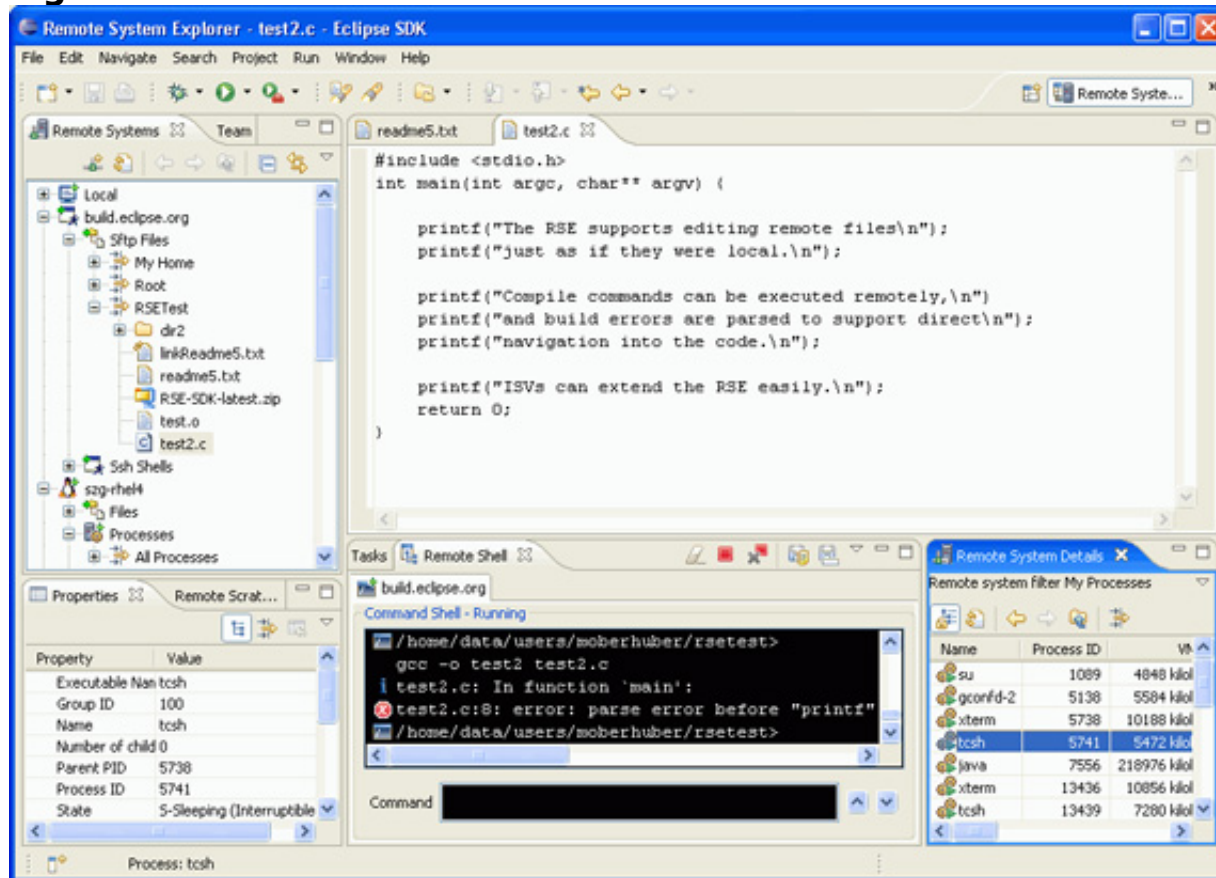 Remote System Explorer - test2.c - Eclipse SDK
File Edit Navigate Search Project Run Window Help
Remote Syste...
Remote Systems Team
Local
build.eclipse.org
Sftp Files
My Home
Root
RSETest
dir2
linkReadme5.txt
readme5.txt
RSE-SDK-latest.zip
test.o
test2.c
Ssh Shells
szg-rhel4
Files
Processes
All Processes
readme5.txt test2.c
#include <stdio.h>
int main(int argc, char** argv) {
printf("The RSE supports editing remote files\n");
printf("just as if they were local.\n");
printf("Compile commands can be executed remotely,\n")
printf("and build errors are parsed to support direct\n");
printf("navigation into the code.\n");
printf("ISVs can extend the RSE easily.\n");
return 0;
}
Properties Remote Scrat...
Property Value
Executable Nan tcsh
Group ID 100
Name tcsh
Number of child 0
Parent PID 5738
Process ID 5741
State S-Sleeping (Interruptible
Tasks Remote Shell
build.eclipse.org
Command Shell - Running
/home/data/users/moberhuber/rsetest>
gcc -o test2 test2.c
i test2.c: In function `main':
test2.c:8: error: parse error before "printf"
/home/data/users/moberhuber/rsetest>
Command
Remote System Details
Remote system filter My Processes
Name Process ID VM
su 1089 4848 kilol
gconfd-2 5138 5584 kilol
xterm 5738 10188 kilol
tcsh 5741 5472 kilol
java 7556 218976 kilol
xterm 13436 10856 kilol
tcsh 13439 7280 kilol
Process: tcsh